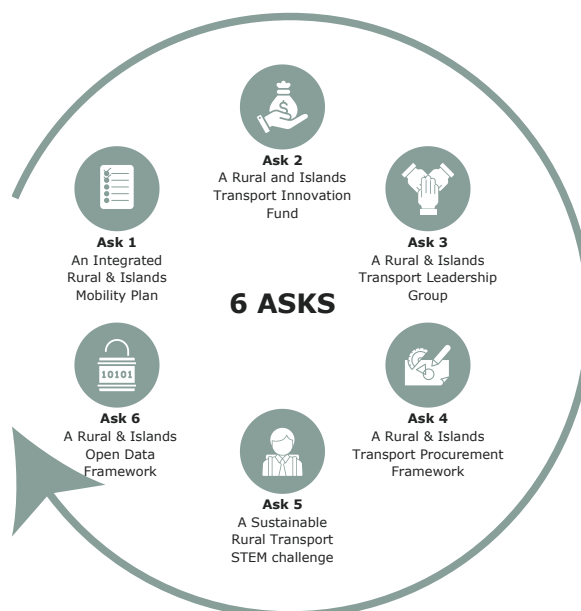 Ask 1
An Integrated
Rural & Islands
Mobility Plan
$
Ask 2
A Rural and Islands
Transport Innovation
Fund
Ask 3
A Rural & Islands
Transport Leadership
Group
6 ASKS
Ask 4
A Rural & Islands
Transport Procurement
Framework
Ask 5
A Sustainable
Rural Transport
STEM challenge
10101
Ask 6
A Rural & Islands
Open Data
Framework